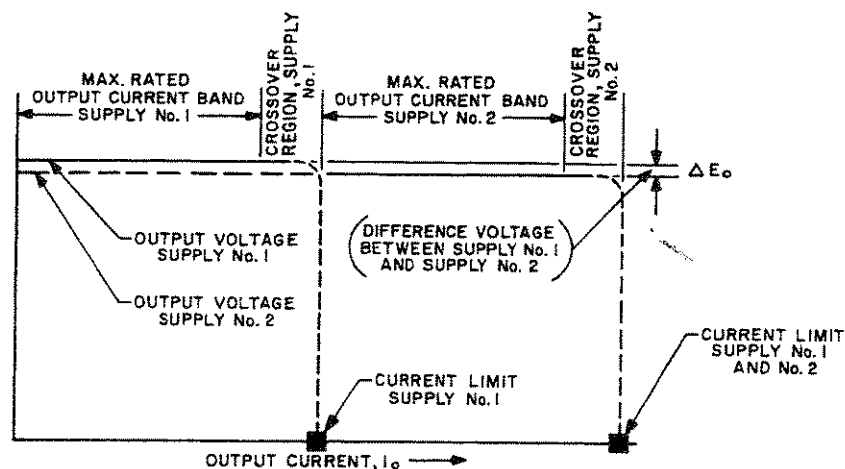 MAX. RATED
OUTPUT CURRENT BAND
SUPPLY No. 1
CROSSOVER
REGION, SUPPLY
No. 1
MAX. RATED
OUTPUT CURRENT BAND
SUPPLY No. 2
CROSSOVER
REGION, SUPPLY
No. 2
Δ Eo
OUTPUT VOLTAGE
SUPPLY No. 1
(DIFFERENCE VOLTAGE
BETWEEN SUPPLY No. 1
AND SUPPLY No. 2)
OUTPUT VOLTAGE
SUPPLY No. 2
CURRENT LIMIT
SUPPLY No. 1
AND No. 2
CURRENT LIMIT
SUPPLY No. 1
OUTPUT CURRENT, Io